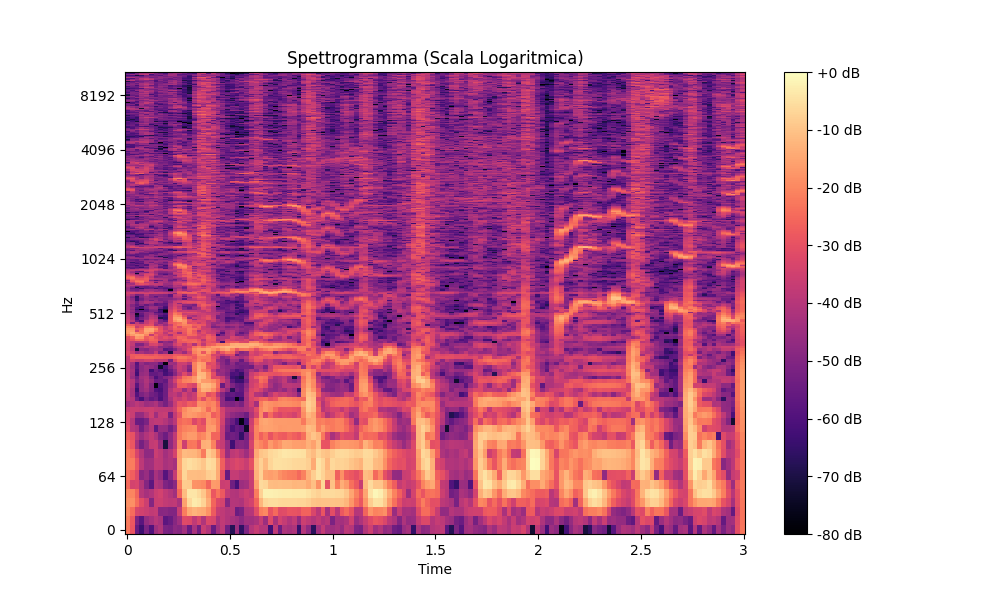 Spettrogramma (Scala Logaritmica)
Hz
8192
4096
2048
1024
512
256
128
64
0
0 0.5 1 1.5 2 2.5 3
Time
+0 dB
-10 dB
-20 dB
-30 dB
-40 dB
-50 dB
-60 dB
-70 dB
-80 dB